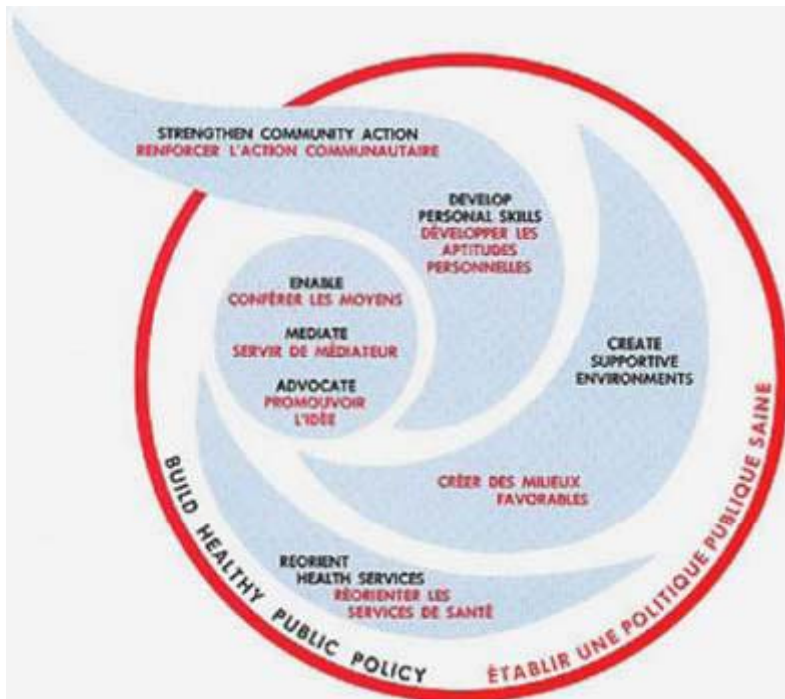 STRENGTHEN COMMUNITY ACTION
RENFORCER L'ACTION COMMUNAUTAIRE
DEVELOP
PERSONAL SKILLS
DÉVELOPPER LES
APTITUDES
PERSONNELLES
ENABLE
CONFÉRER LES MOYENS
MEDIATE
SERVIR DE MÉDIATEUR
ADVOCATE
PROMOUVOIR
L'IDÈE
CREATE
SUPPORTIVE
ENVIRONMENTS
CRÉER DES MILIEUX
FAVORABLES
REORIENT
HEALTH SERVICES
RÉORIENTER LES
SERVICES DE SANTÉ
BUILD HEALTHY PUBLIC POLICY
ÉTABLIR UNE POLITIQUE PUBLIQUE SAINE